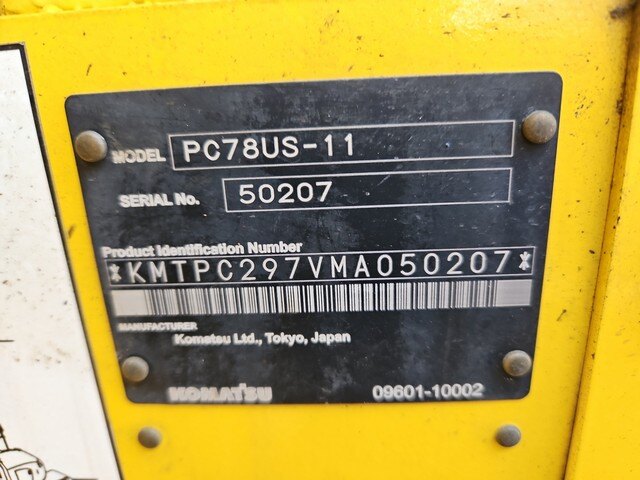 MODEL PC78US-11
SERIAL No. 50207
Product Identification Number
*KMTPC297VMA050207*
MANUFACTURER
Komatsu Ltd., Tokyo, Japan
KOMATSU 09601-10002